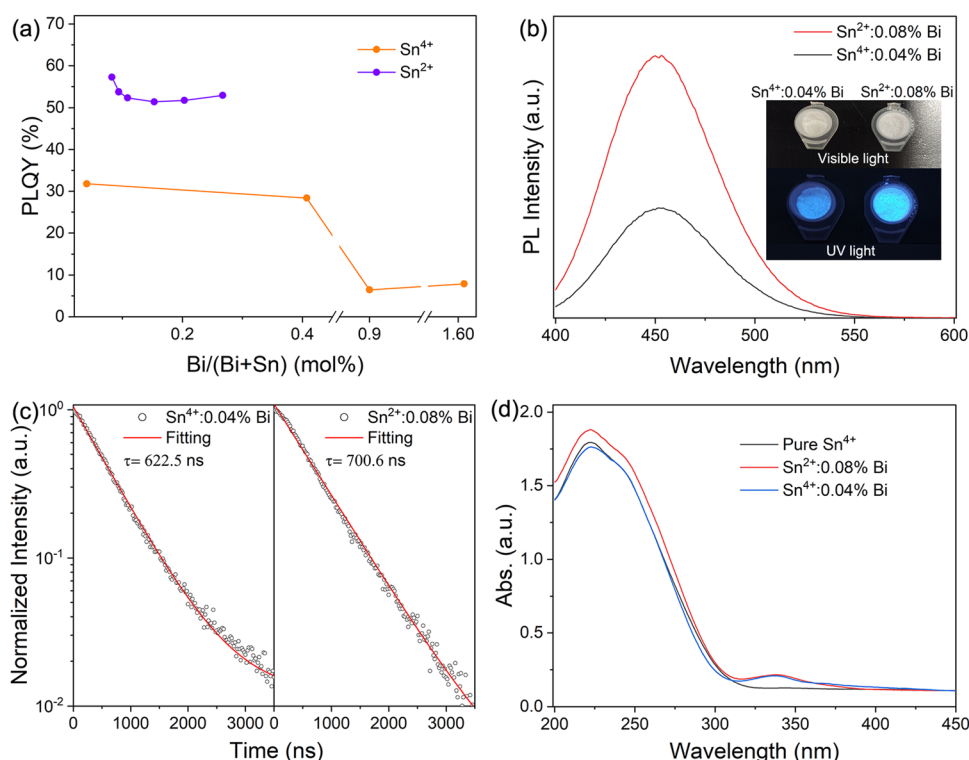 (a)
70
60
50
40
30
20
10
0
PLQY (%)
Sn⁴⁺
Sn²⁺
0.2
0.4
0.9
1.60
Bi/(Bi+Sn) (mol%)
(b)
PL Intensity (a.u.)
Sn²⁺:0.08% Bi
Sn⁴⁺:0.04% Bi
Sn⁴⁺:0.04% Bi Sn²⁺:0.08% Bi
Visible light
UV light
400
450
500
550
600
Wavelength (nm)
(c)
10⁰
10⁻¹
10⁻²
Normalized Intensity (a.u.)
Sn⁴⁺:0.04% Bi
Fitting
τ= 622.5 ns
Sn²⁺:0.08% Bi
Fitting
τ= 700.6 ns
0
1000
2000
3000
0
1000
2000
3000
Time (ns)
(d)
2.0
1.5
1.0
0.5
0.0
Abs. (a.u.)
Pure Sn⁴⁺
Sn²⁺:0.08% Bi
Sn⁴⁺:0.04% Bi
200
250
300
350
400
450
Wavelength (nm)